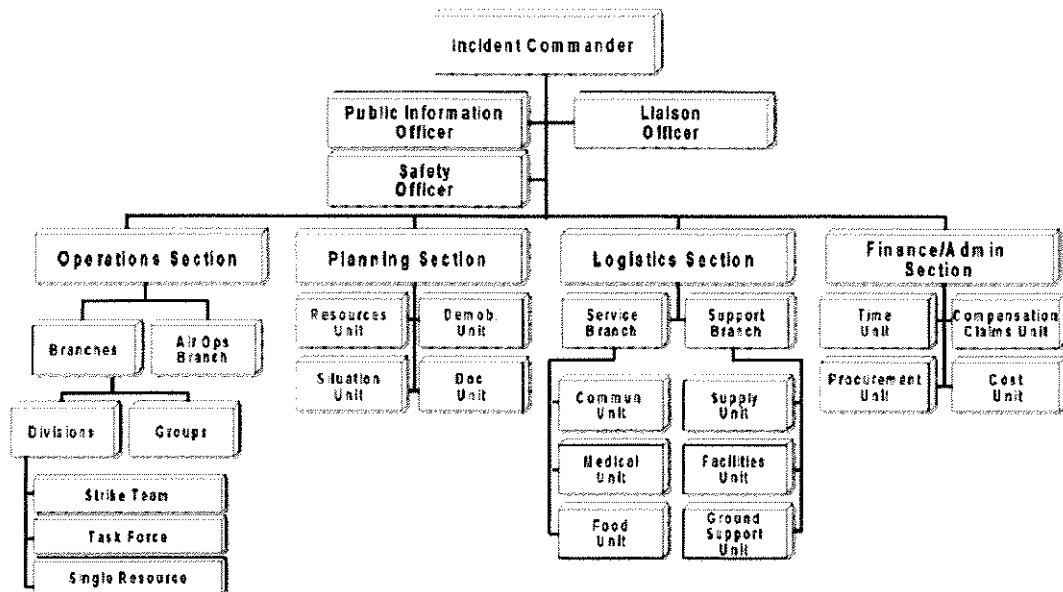 Incident Commander
Public Information
Officer
Liaison
Officer
Safety
Officer
Operations Section
Planning Section
Logistics Section
Finance/Admin
Section
Branches
Air Ops
Branch
Resources
Unit
Demob.
Unit
Service
Branch
Support
Branch
Time
Unit
Compensation
Claims Unit
Situation
Unit
Doc
Unit
Procurement
Unit
Cost
Unit
Divisions
Groups
Commun
Unit
Supply
Unit
Strike Team
Medical
Unit
Facilities
Unit
Task Force
Food
Unit
Ground
Support
Unit
Single Resource